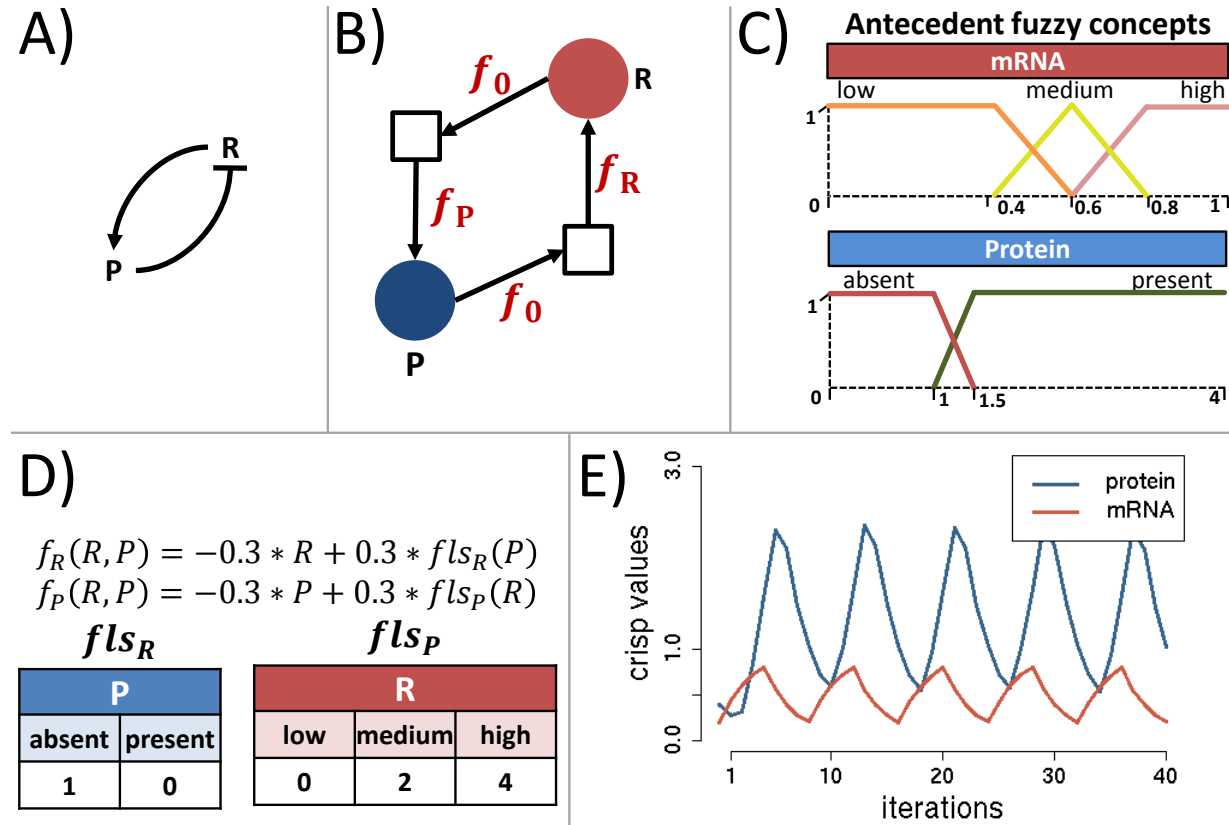 A)
R
P
B)
f0
R
fR
fP
f0
P
C)
Antecedent fuzzy concepts
mRNA
low medium high
1
0 0.4 0.6 0.8 1
Protein
absent present
1
0 1 1.5 4
D)
fR(R, P) = −0.3 * R + 0.3 * flsR(P)
fP(R, P) = −0.3 * P + 0.3 * flsP(R)
flsR flsP
P R
absent present low medium high
1 0 0 2 4
E)
protein
mRNA
crisp values
3.0
1.0
0.0
1 10 20 30 40
iterations